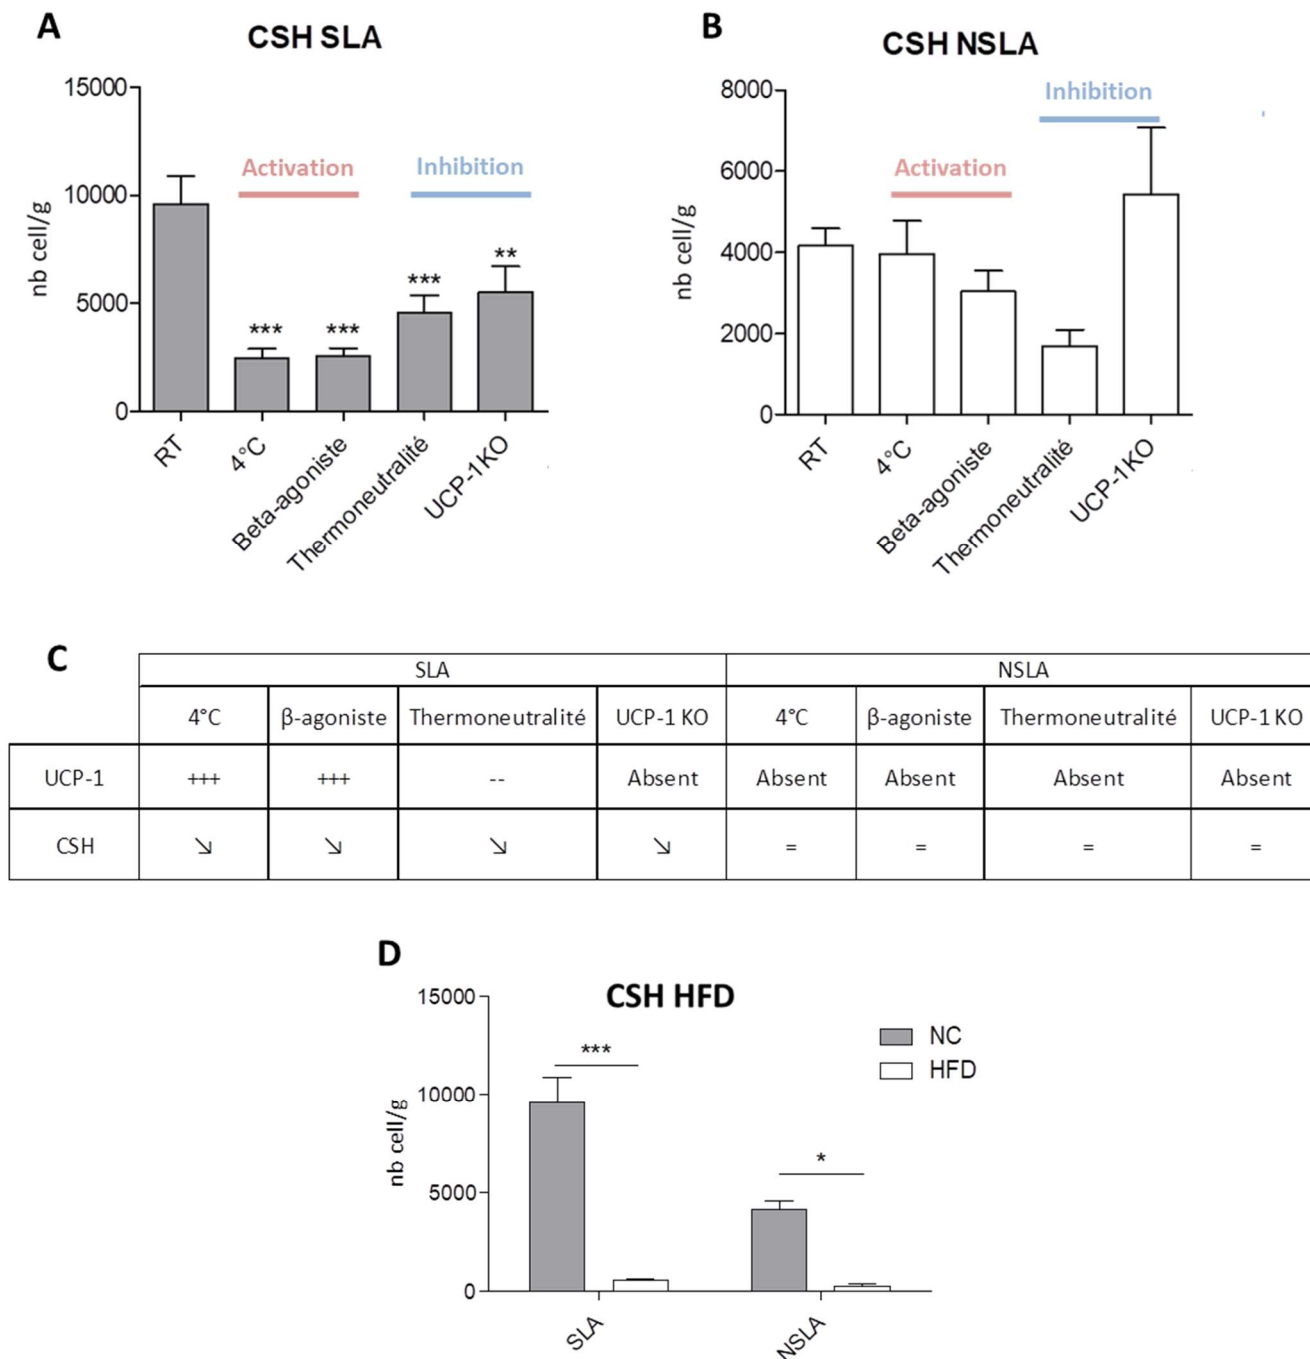 A
CSH SLA
15000
10000
5000
0
nb cell/g
Activation
Inhibition
***
***
***
**
RT
4°C
Beta-agoniste
Thermoneutralité
UCP-1KO
B
CSH NSLA
8000
6000
4000
2000
0
nb cell/g
Activation
Inhibition
RT
4°C
Beta-agoniste
Thermoneutralité
UCP-1KO
C
SLA NSLA
4°C β-agoniste Thermoneutralité UCP-1 KO 4°C β-agoniste Thermoneutralité UCP-1 KO
UCP-1 +++ +++ -- Absent Absent Absent Absent Absent
CSH ↘ ↘ ↘ ↘ = = = =
D
CSH HFD
15000
10000
5000
0
nb cell/g
***
*
NC
HFD
SLA
NSLA